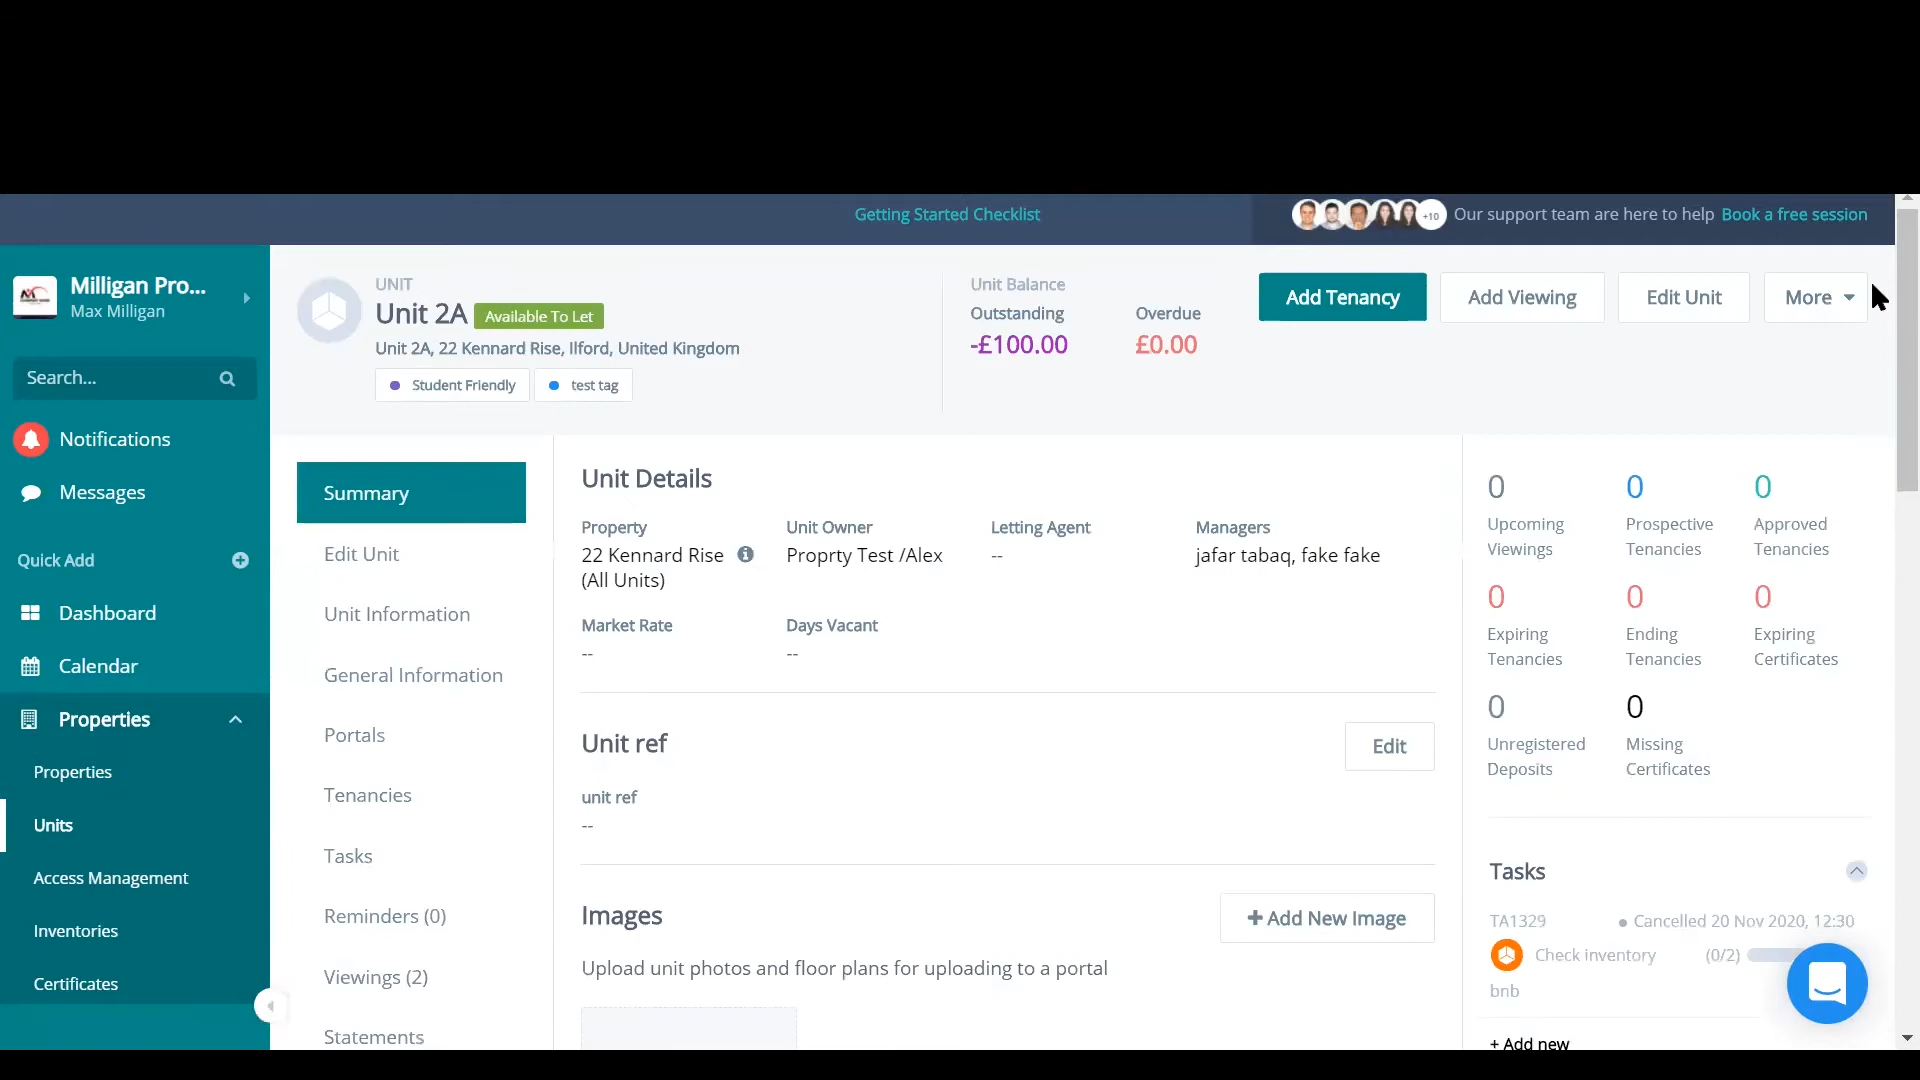 Getting Started Checklist
+10 Our support team are here to help Book a free session
Milligan Pro...
Max Milligan
Search...
Notifications
Messages
Quick Add
Dashboard
Calendar
Properties
Properties
Units
Access Management
Inventories
Certificates
UNIT
Unit 2A Available To Let
Unit 2A, 22 Kennard Rise, Ilford, United Kingdom
Student Friendly test tag
Unit Balance
Outstanding Overdue
-£100.00 £0.00
Add Tenancy Add Viewing Edit Unit More
Summary
Edit Unit
Unit Information
General Information
Portals
Tenancies
Tasks
Reminders (0)
Viewings (2)
Statements
Unit Details
Property Unit Owner Letting Agent Managers
22 Kennard Rise Proprty Test /Alex -- jafar tabaq, fake fake
(All Units)
Market Rate Days Vacant
-- --
Unit ref Edit
unit ref
--
Images + Add New Image
Upload unit photos and floor plans for uploading to a portal
0 0 0
Upcoming Prospective Approved
Viewings Tenancies Tenancies
0 0 0
Expiring Ending Expiring
Tenancies Tenancies Certificates
0 0
Unregistered Missing
Deposits Certificates
Tasks
TA1329 Cancelled 20 Nov 2020, 12:30
Check inventory (0/2)
bnb
+ Add new